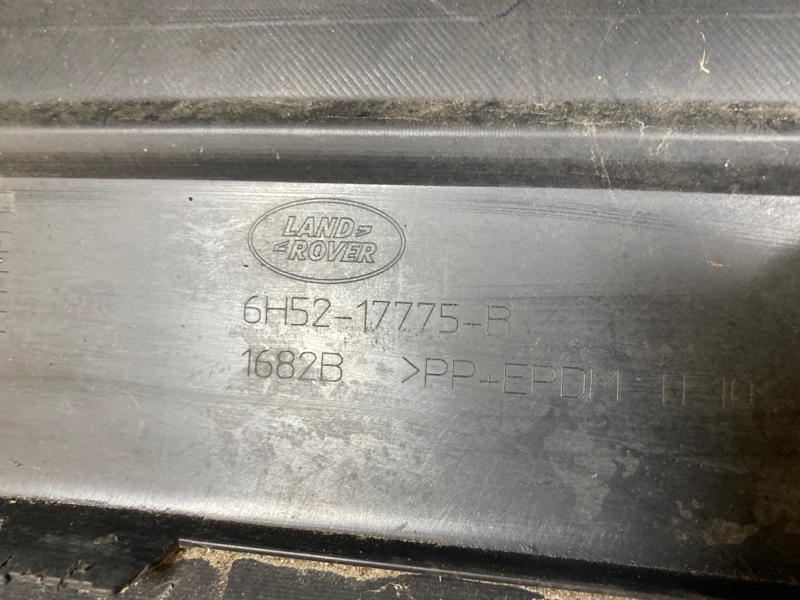 LAND
ROVER
6H52-17775-B
1682B >PP+EPDM